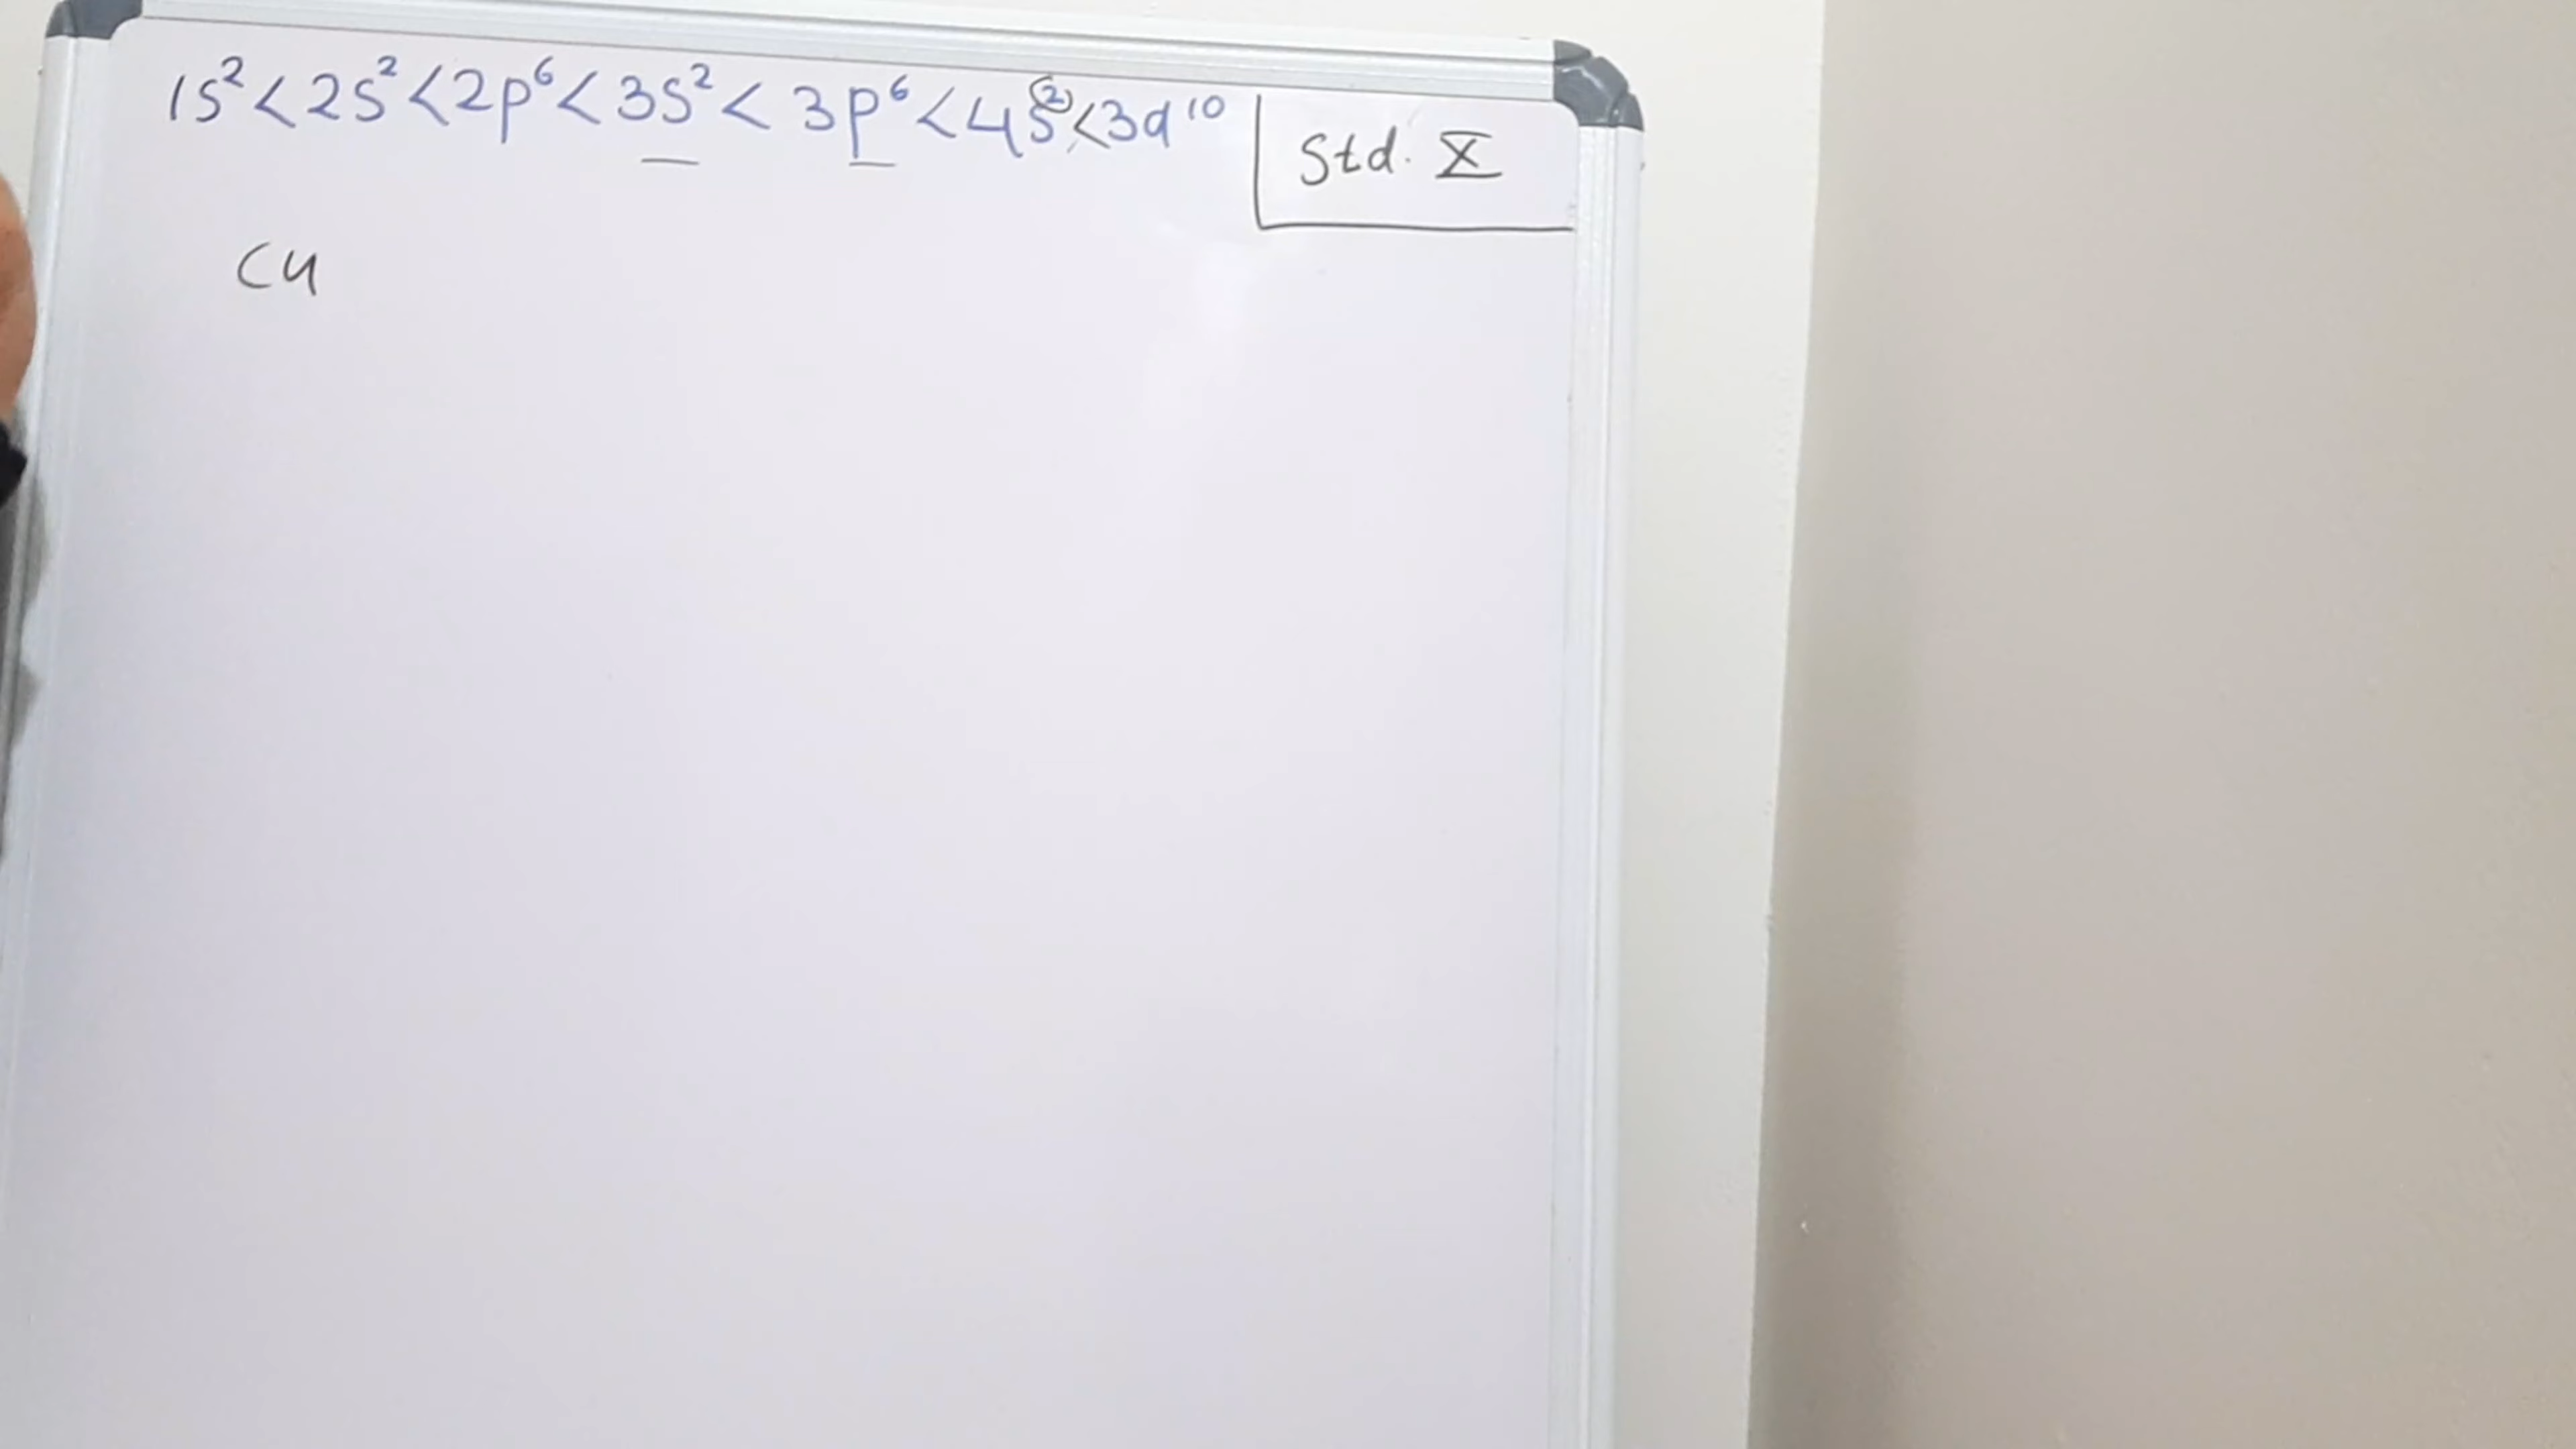 1s² < 2s² < 2p⁶ < 3s² < 3p⁶ < 4s² < 3d¹⁰
Std. X
Cu